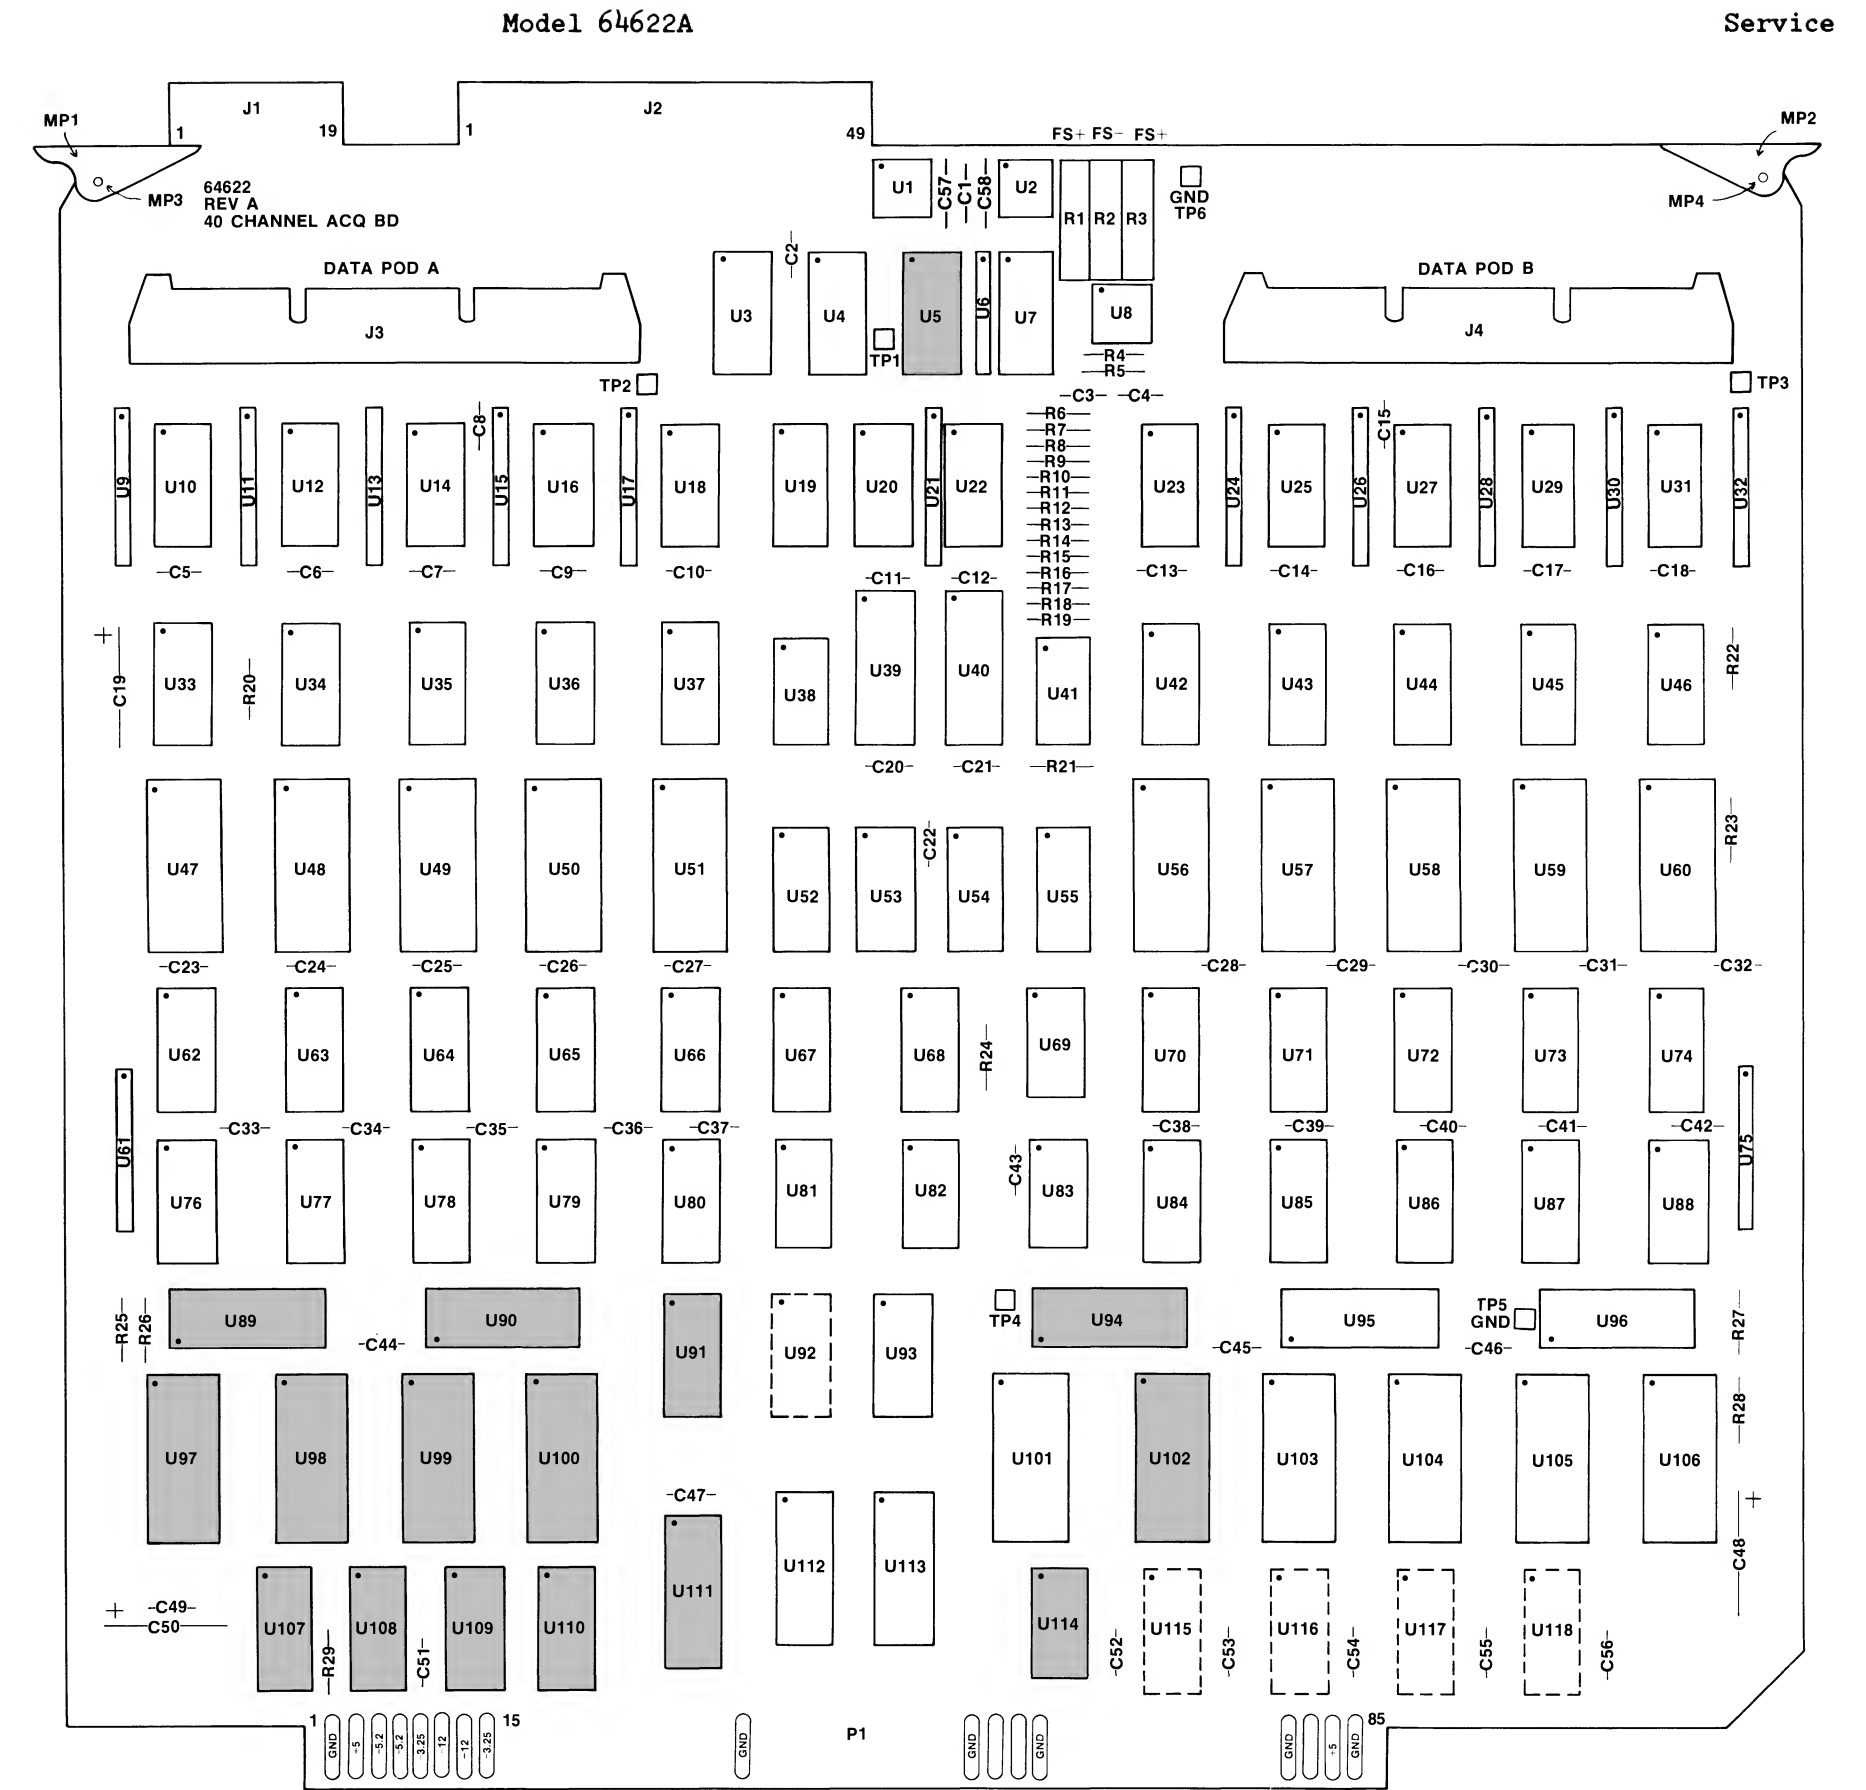 Model 64622A
Service
J1
J2
1
19
1
49
MP1
MP3
MP2
MP4
FS+ FS- FS+
64622
REV A
40 CHANNEL ACQ BD
U1
C57
C1
C58
U2
R1
R2
R3
GND
TP6
DATA POD A
DATA POD B
C2
J3
U3
U4
TP1
U5
U6
U7
U8
J4
R4
R5
TP2
TP3
C3
C4
U9
U10
U11
U12
U13
U14
C8
U15
U16
U17
U18
U19
U20
U21
U22
R6
R7
R8
R9
R10
R11
R12
R13
R14
R15
R16
R17
R18
R19
U23
U24
U25
U26
C15
U27
U28
U29
U30
U31
U32
C5
C6
C7
C9
C10
C11
C12
C13
C14
C16
C17
C18
+
C19
U33
R20
U34
U35
U36
U37
U38
U39
U40
U41
U42
U43
U44
U45
U46
R22
C20
C21
R21
U47
U48
U49
U50
U51
U52
U53
C22
U54
U55
U56
U57
U58
U59
U60
R23
C23
C24
C25
C26
C27
C28
C29
C30
C31
C32
U62
U63
U64
U65
U66
U67
U68
R24
U69
U70
U71
U72
U73
U74
C33
C34
C35
C36
C37
C38
C39
C40
C41
C42
U61
U76
U77
U78
U79
U80
U81
U82
C43
U83
U84
U85
U86
U87
U88
U75
R25
R26
U89
C44
U90
U91
U92
U93
TP4
U94
C45
U95
TP5
GND
C46
U96
R27
U97
U98
U99
U100
U101
U102
U103
U104
U105
U106
R28
C47
+
C48
U111
U112
U113
+
C49
C50
U107
R29
U108
C51
U109
U110
U114
C52
U115
C53
U116
C54
U117
C55
U118
C56
1
GND
+5
-5.2
-5.2
-3.25
-12
+12
-3.25
15
GND
P1
GND
GND
GND
+5
GND
85